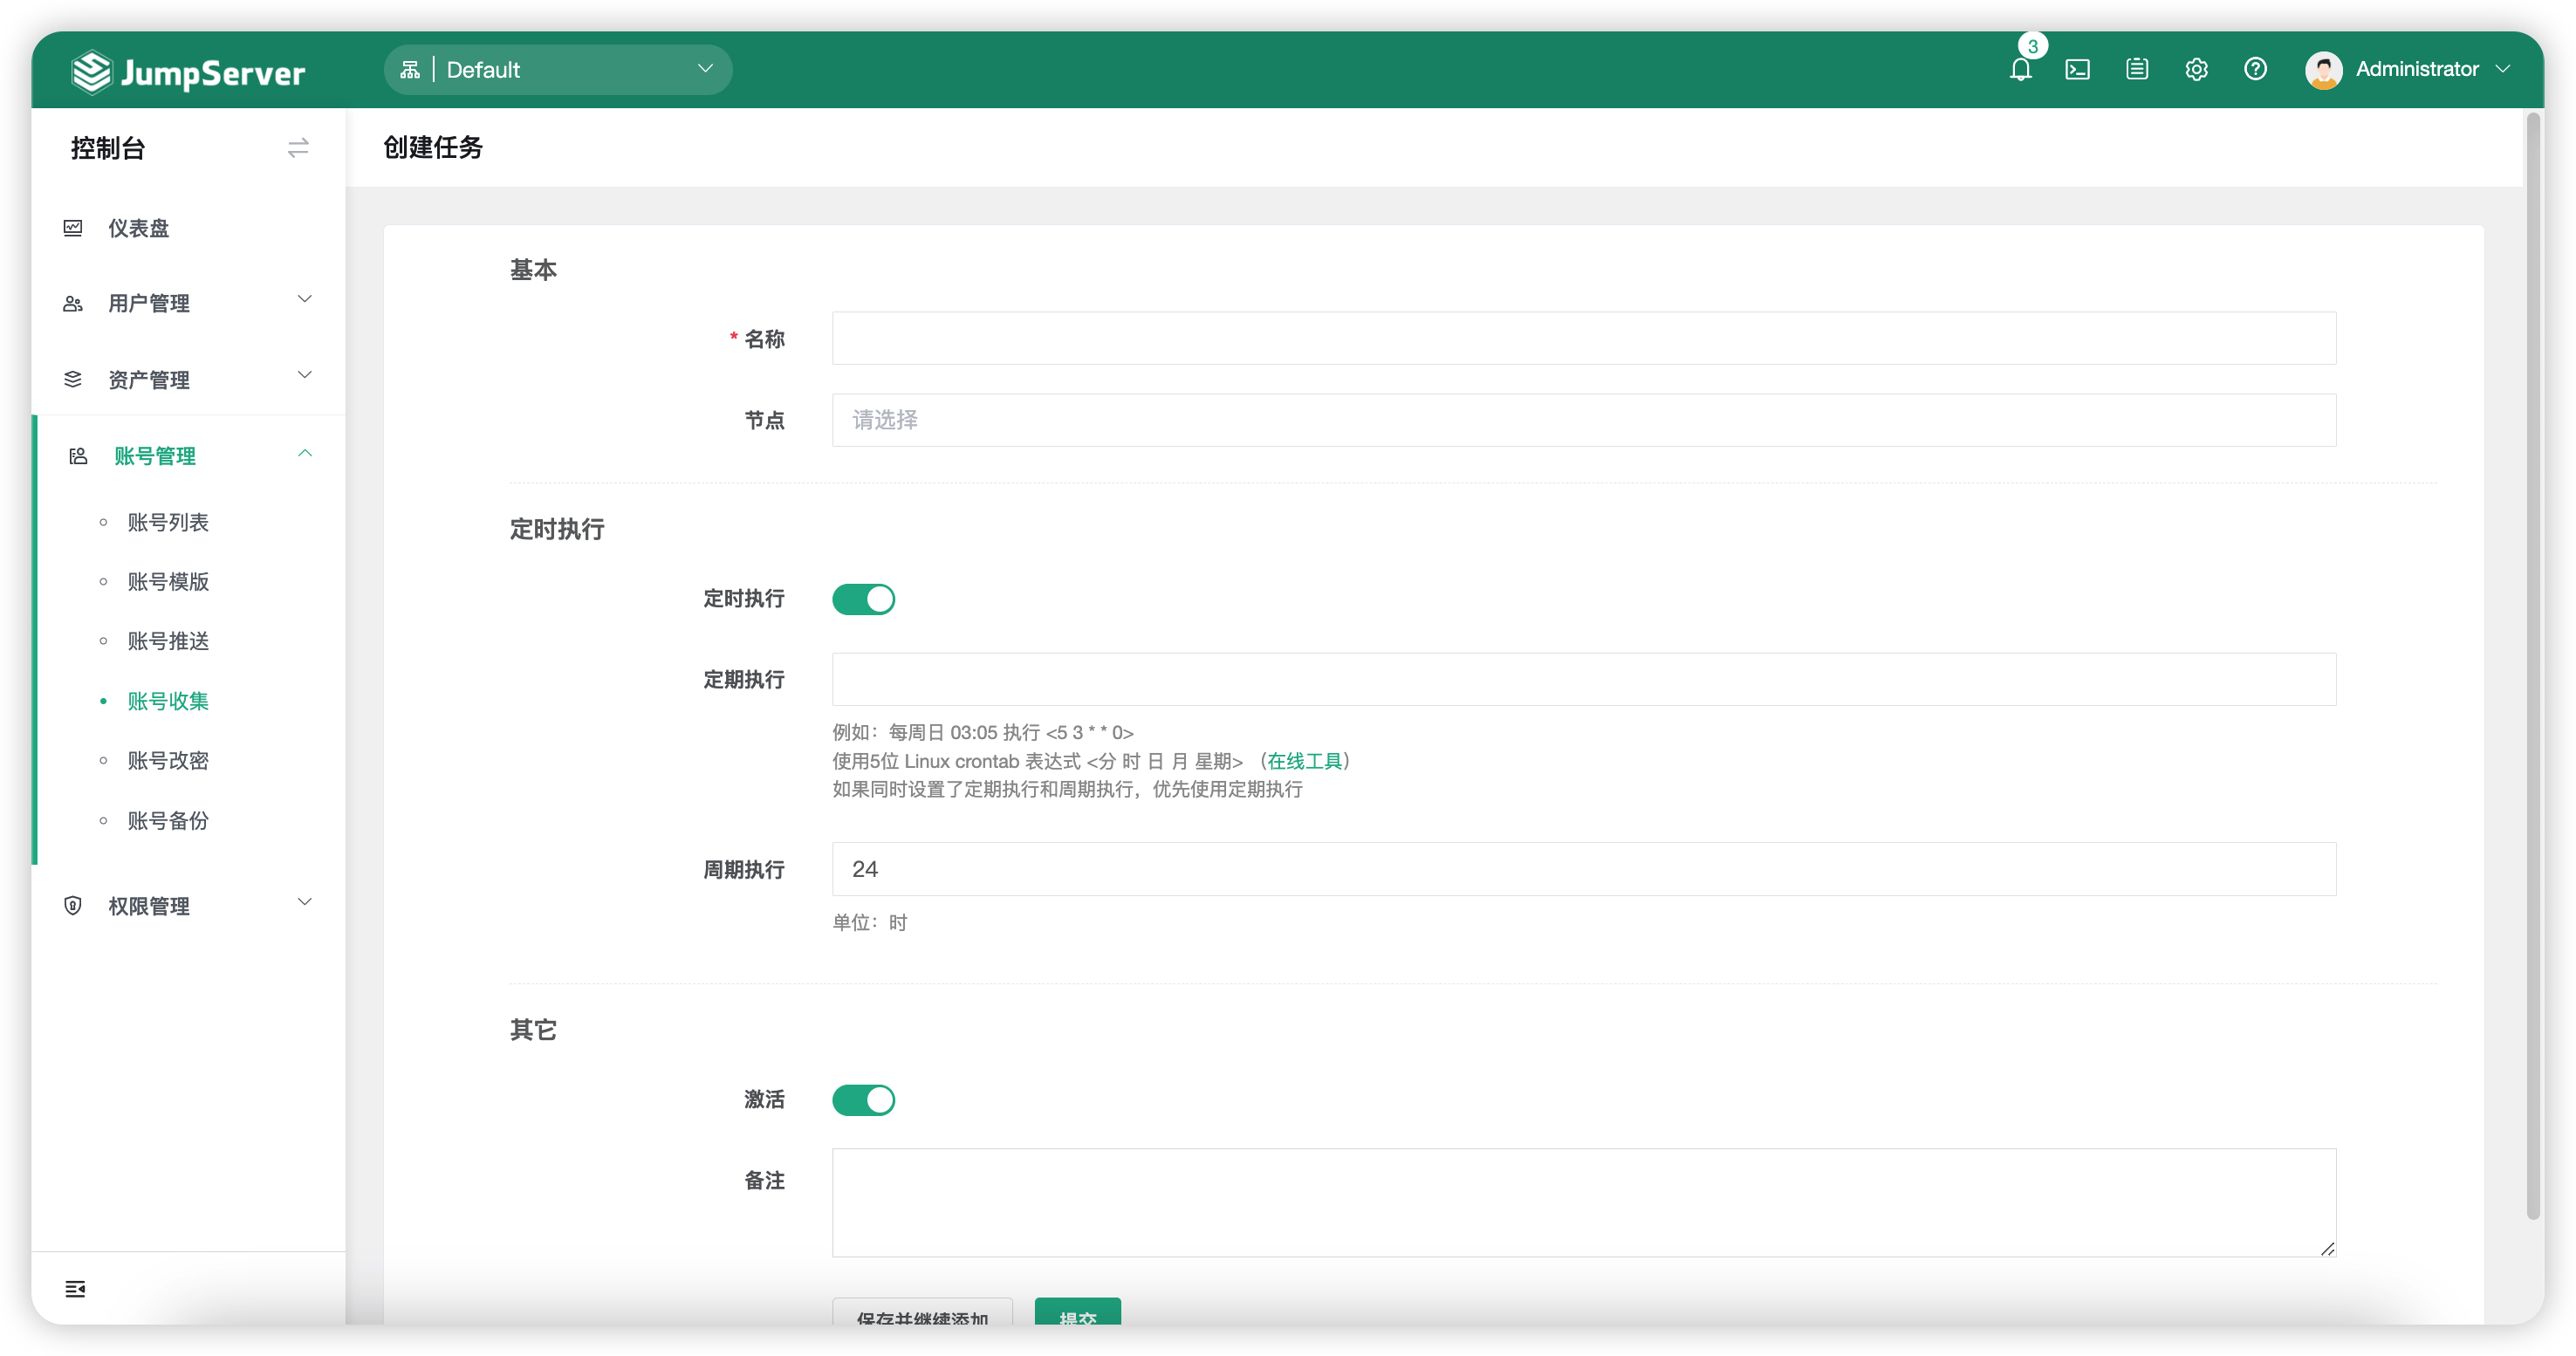 JumpServer
Default
3
Administrator
控制台
仪表盘
用户管理
资产管理
账号管理
账号列表
账号模版
账号推送
账号收集
账号改密
账号备份
权限管理
创建任务
基本
* 名称
节点
请选择
定时执行
定时执行
定期执行
例如：每周日 03:05 执行 <5 3 * * 0>
使用5位 Linux crontab 表达式 <分 时 日 月 星期> （在线工具）
如果同时设置了定期执行和周期执行，优先使用定期执行
周期执行
24
单位：时
其它
激活
备注
保存并继续添加
提交